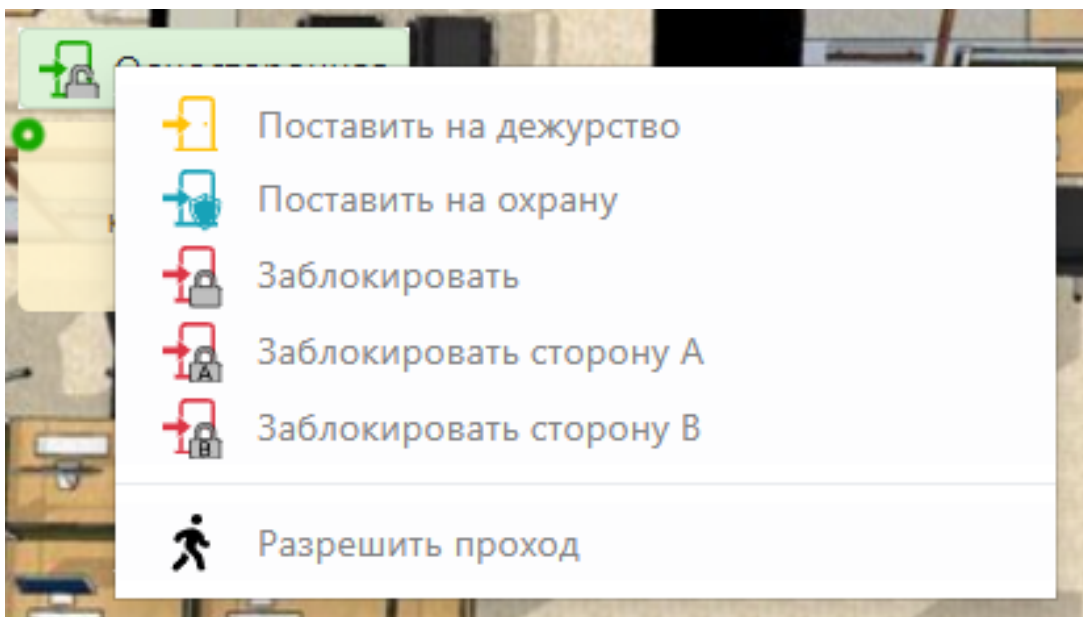 Поставить на дежурство
Поставить на охрану
Заблокировать
Заблокировать сторону A
Заблокировать сторону B
Разрешить проход